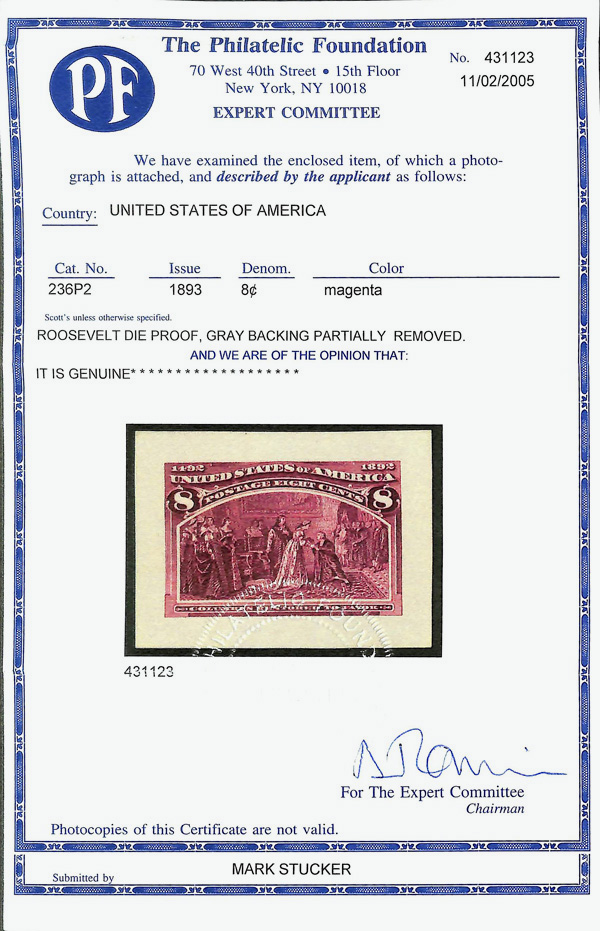 PF
The Philatelic Foundation
70 West 40th Street • 15th Floor
New York, NY 10018
EXPERT COMMITTEE
No. 431123
11/02/2005
We have examined the enclosed item, of which a photo-
graph is attached, and described by the applicant as follows:
Country: UNITED STATES OF AMERICA
Cat. No. Issue Denom. Color
236P2 1893 8¢ magenta
Scott's unless otherwise specified.
ROOSEVELT DIE PROOF, GRAY BACKING PARTIALLY REMOVED.
AND WE ARE OF THE OPINION THAT:
IT IS GENUINE* * * * * * * * * * * * * * * * * * *
1492 1892
UNITED STATES OF AMERICA
8 POSTAGE EIGHT CENTS 8
COLUMBUS RESTORED TO FAVOR
431123
For The Expert Committee
Chairman
Photocopies of this Certificate are not valid.
Submitted by MARK STUCKER